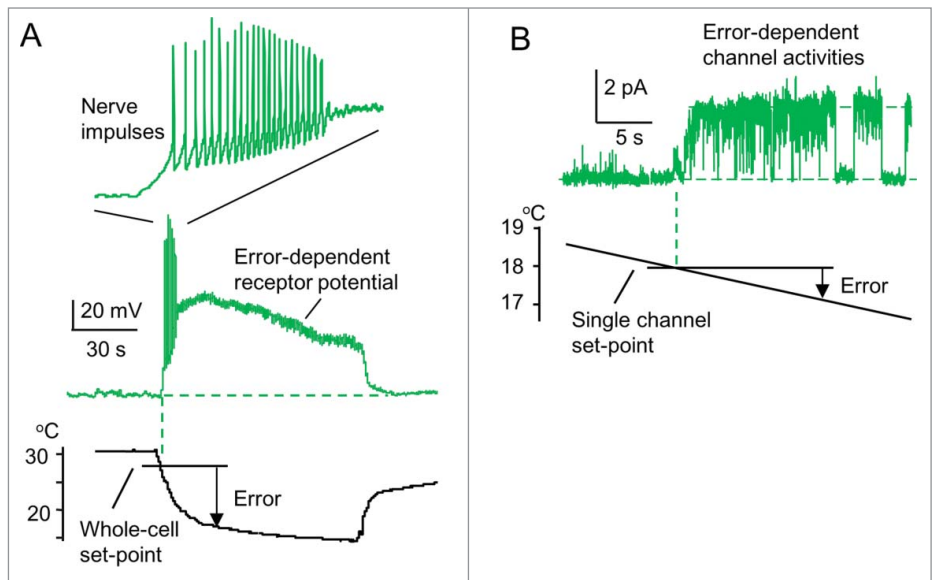 A
Nerve
impulses
Error-dependent
receptor potential
20 mV
30 s
°C
30
20
Error
Whole-cell
set-point
B
Error-dependent
channel activities
2 pA
5 s
°C
19
18
17
Error
Single channel
set-point